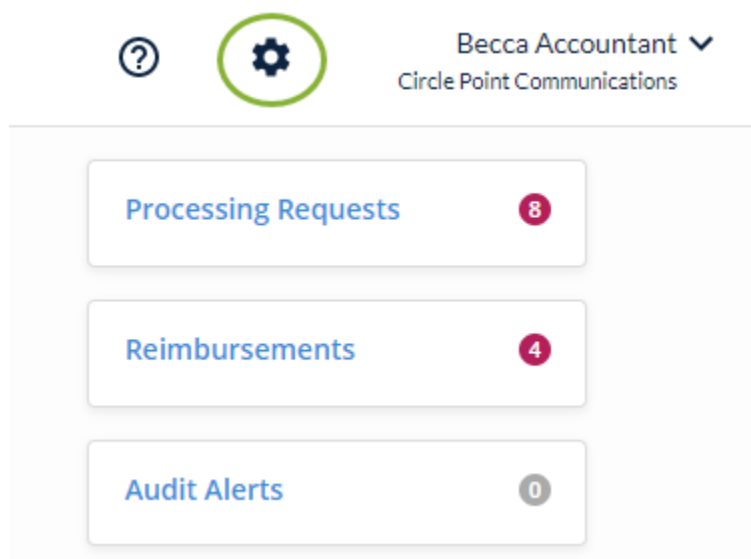 Becca Accountant
Circle Point Communications
Processing Requests 8
Reimbursements 4
Audit Alerts 0